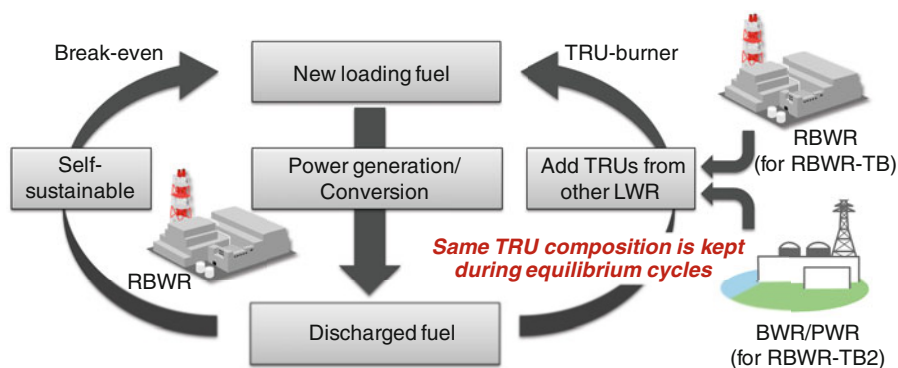 Break-even
New loading fuel
TRU-burner
RBWR
(for RBWR-TB)
Self-
sustainable
Power generation/
Conversion
Add TRUs from
other LWR
Same TRU composition is kept
during equilibrium cycles
RBWR
Discharged fuel
BWR/PWR
(for RBWR-TB2)